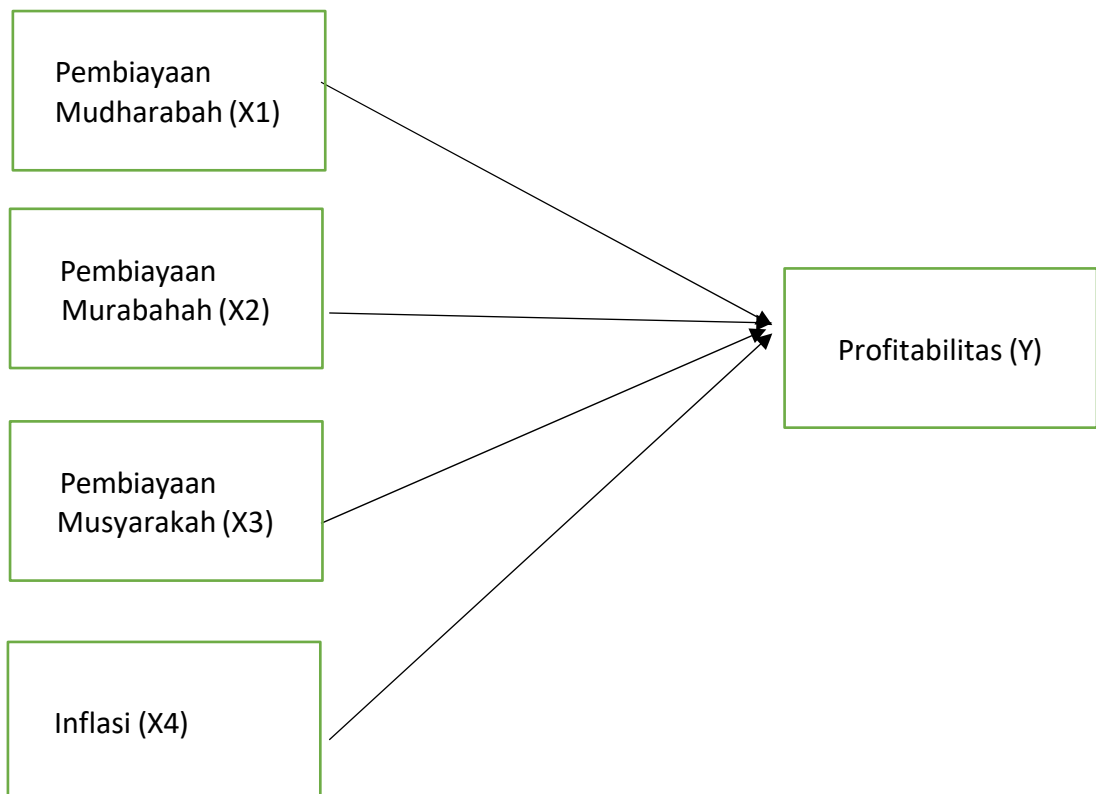 Pembiayaan
Mudharabah (X1)
Pembiayaan
Murabahah (X2)
Profitabilitas (Y)
Pembiayaan
Musyarakah (X3)
Inflasi (X4)